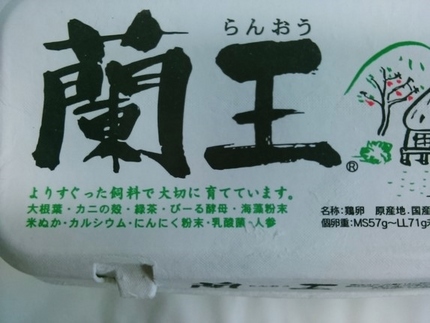 らんおう
蘭王®
よりすぐった飼料で大切に育てています。
大根葉・カニの殻・緑茶・びーる酵母・海藻粉末
米ぬか・カルシウム・にんにく粉末・乳酸菌・人参
名称:鶏卵 原産地:国産
個卵重:MS57g〜LL71g
蘭王